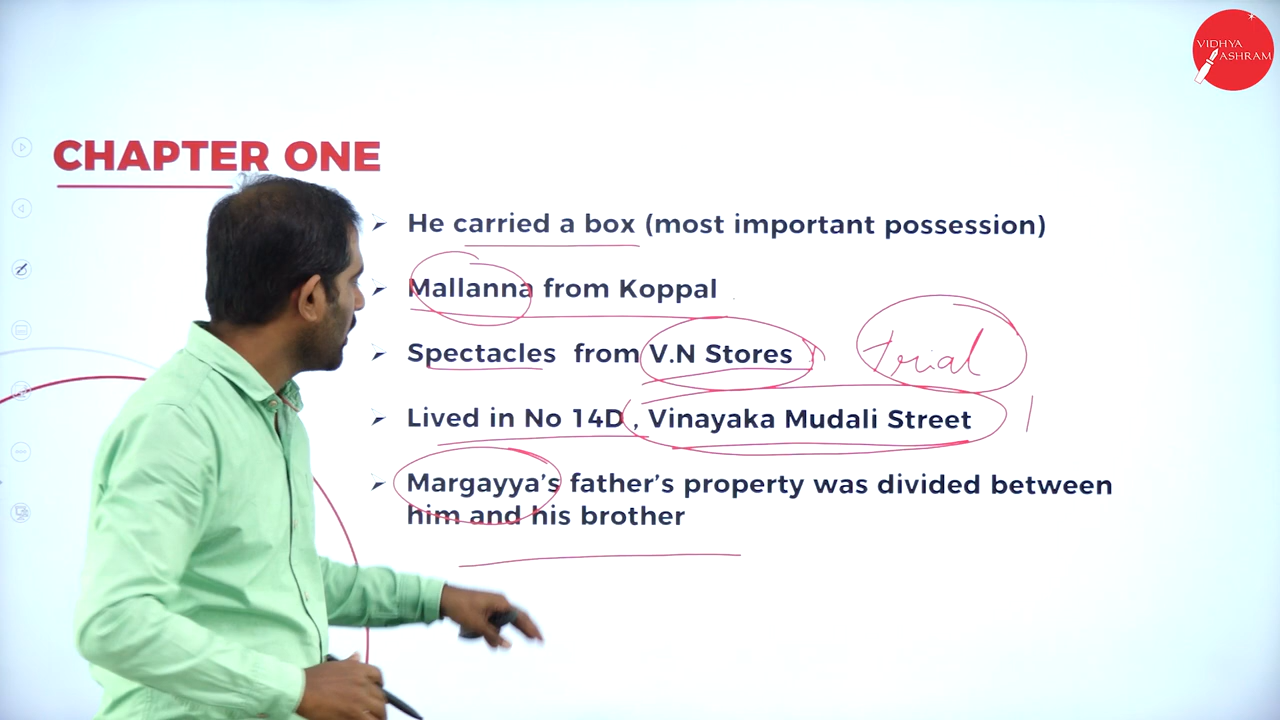 VIDHYA
ASHRAM
CHAPTER ONE
He carried a box (most important possession)
Mallanna from Koppal
Spectacles from V.N Stores
trial
Lived in No 14D , Vinayaka Mudali Street
Margayya's father's property was divided between
him and his brother